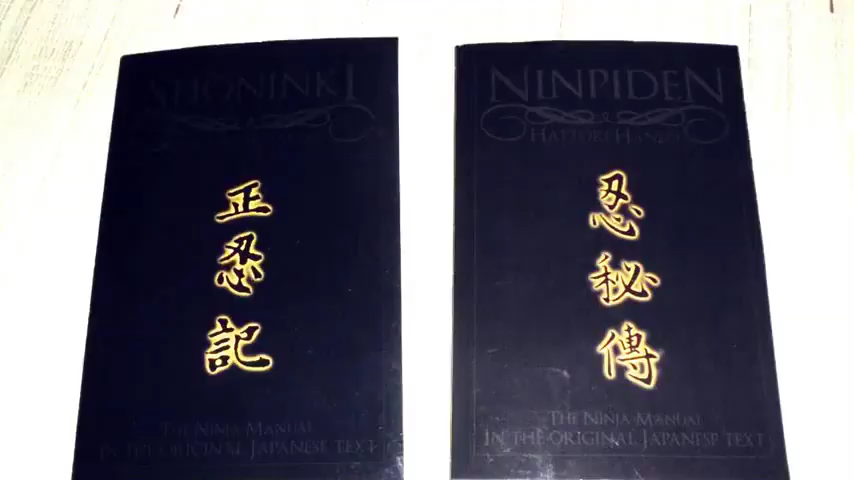 SHONINKI
正
忍
記
THE NINJA MANUAL
IN THE ORIGINAL JAPANESE TEXT
NINPIDEN
HATTORI HANZO
忍
秘
傳
THE NINJA MANUAL
IN THE ORIGINAL JAPANESE TEXT